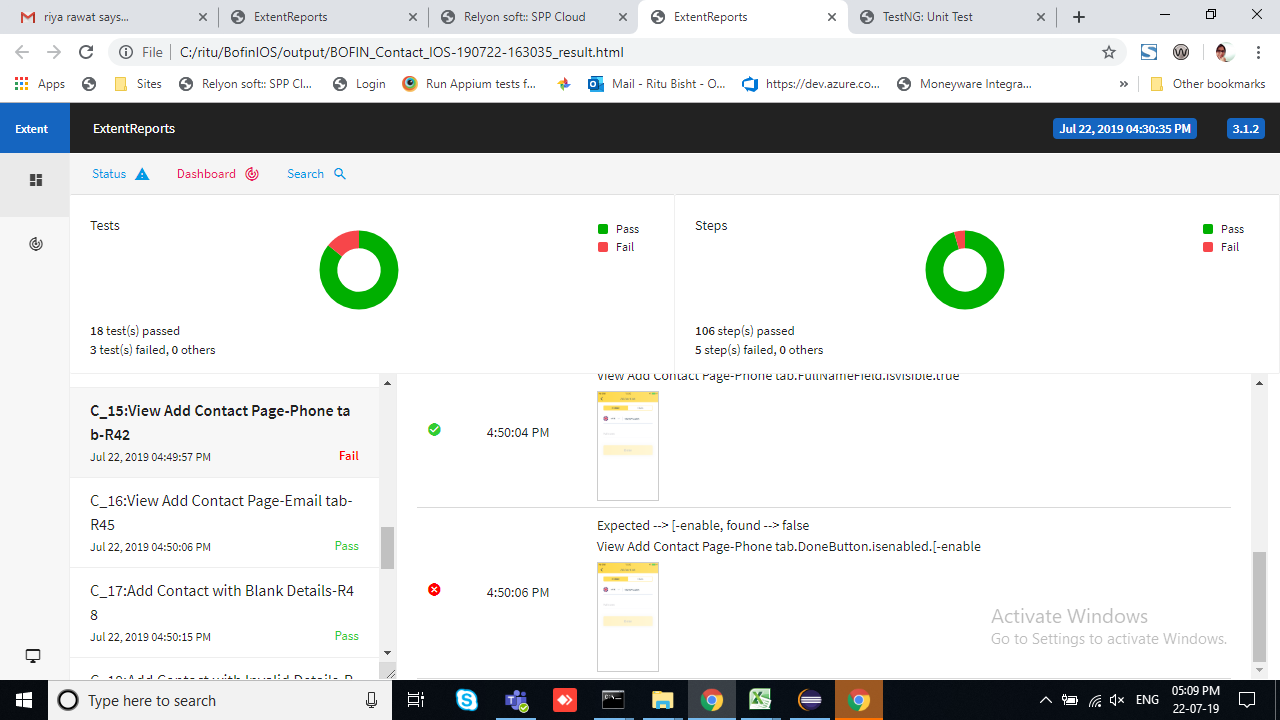 riya rawat says...
ExtentReports
Relyon soft:: SPP Cloud
ExtentReports
TestNG: Unit Test
File
C:/ritu/BofinIOS/output/BOFIN_Contact_IOS-190722-163035_result.html
Apps
Sites
Relyon soft:: SPP Cl...
Login
Run Appium tests f...
Mail - Ritu Bisht - O...
https://dev.azure.co...
Moneyware Integra...
»
Other bookmarks
Extent
ExtentReports
Jul 22, 2019 04:30:35 PM
3.1.2
Status
Dashboard
Search
Tests
Pass
Fail
18 test(s) passed
3 test(s) failed, 0 others
Steps
Pass
Fail
106 step(s) passed
5 step(s) failed, 0 others
C_15:View Add Contact Page-Phone ta
b-R42
Jul 22, 2019 04:49:57 PM
Fail
C_16:View Add Contact Page-Email tab-
R45
Jul 22, 2019 04:50:06 PM
Pass
C_17:Add Contact with Blank Details-R4
8
Jul 22, 2019 04:50:15 PM
Pass
C_18:Add Contact with Invalid Details-R
View Add Contact Page-Phone tab.FullNameField.isvisible.true
4:50:04 PM
Expected --> [-enable, found --> false
View Add Contact Page-Phone tab.DoneButton.isenabled.[-enable
4:50:06 PM
Activate Windows
Go to Settings to activate Windows.
Type here to search
ENG
05:09 PM
22-07-19